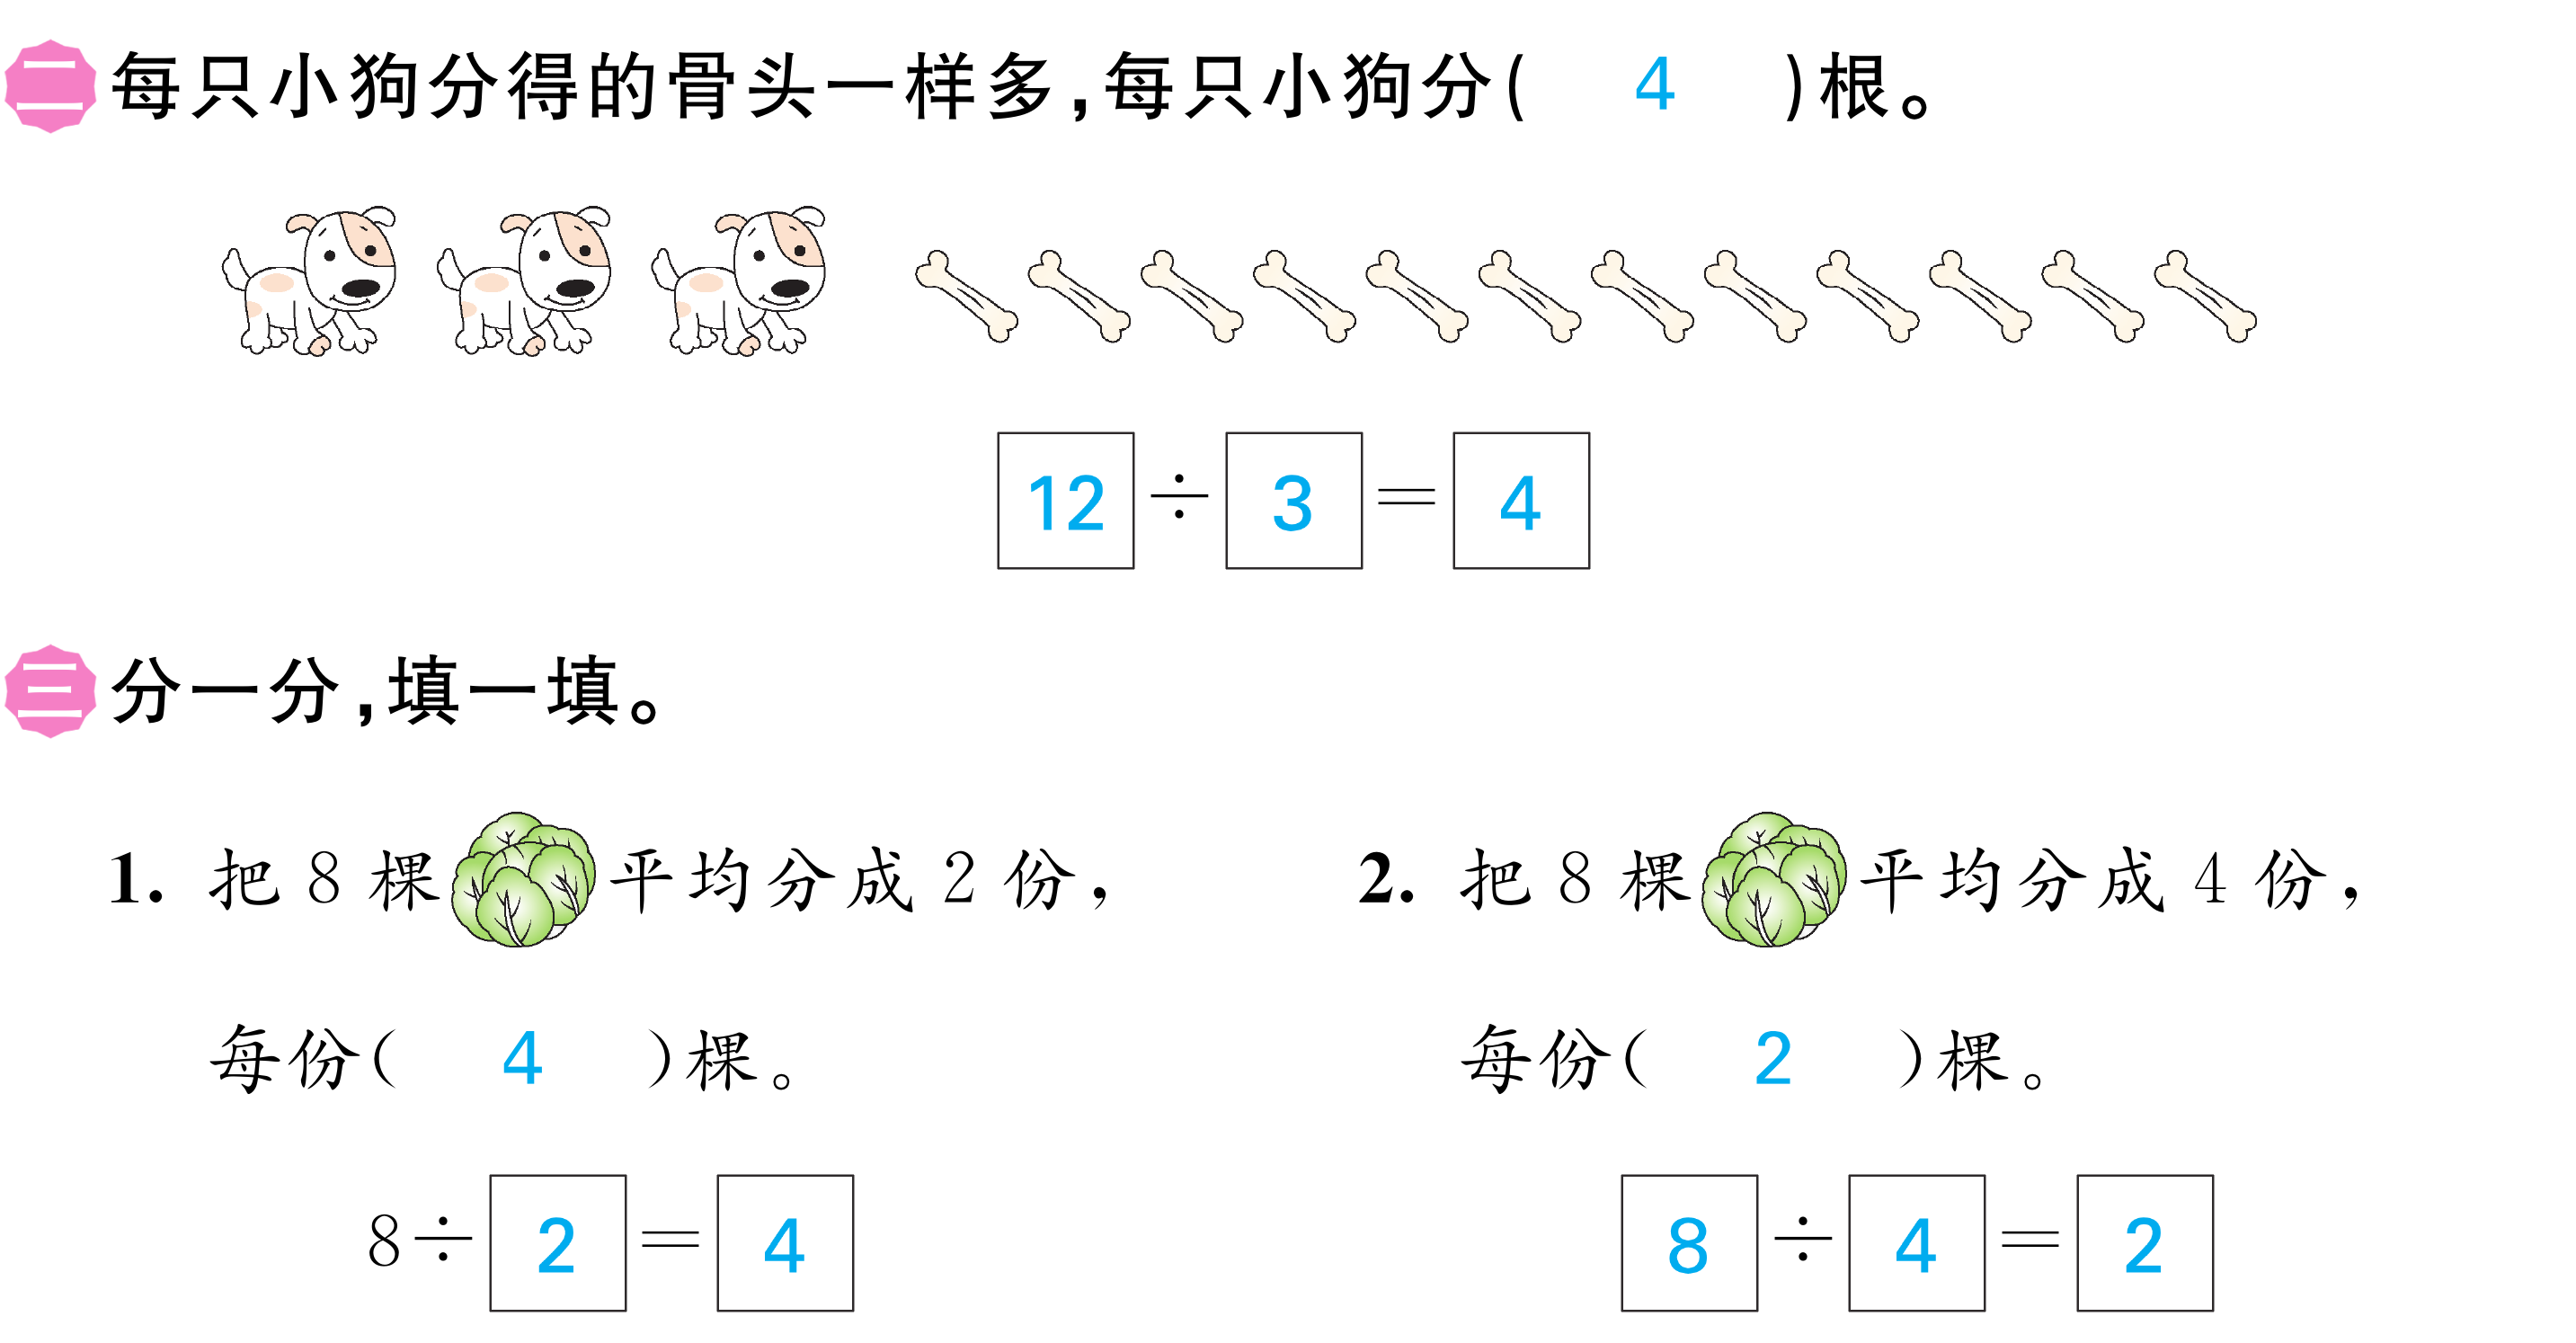 二 每只小狗分得的骨头一样多,每只小狗分( 4 )根。
12 ÷ 3 = 4
三 分一分,填一填。
1. 把 8 棵平均分成 2 份，
每份( 4 )棵。
8÷ 2 = 4
2. 把 8 棵平均分成 4 份，
每份( 2 )棵。
8 ÷ 4 = 2